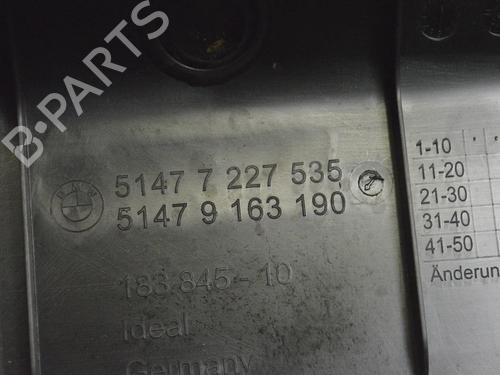 B-PARTS
BMW
5147 7 227 535
5147 9 163 190
183 845-10
Ideal
Germany
1-10
11-20
21-30
31-40
41-50
Änderun